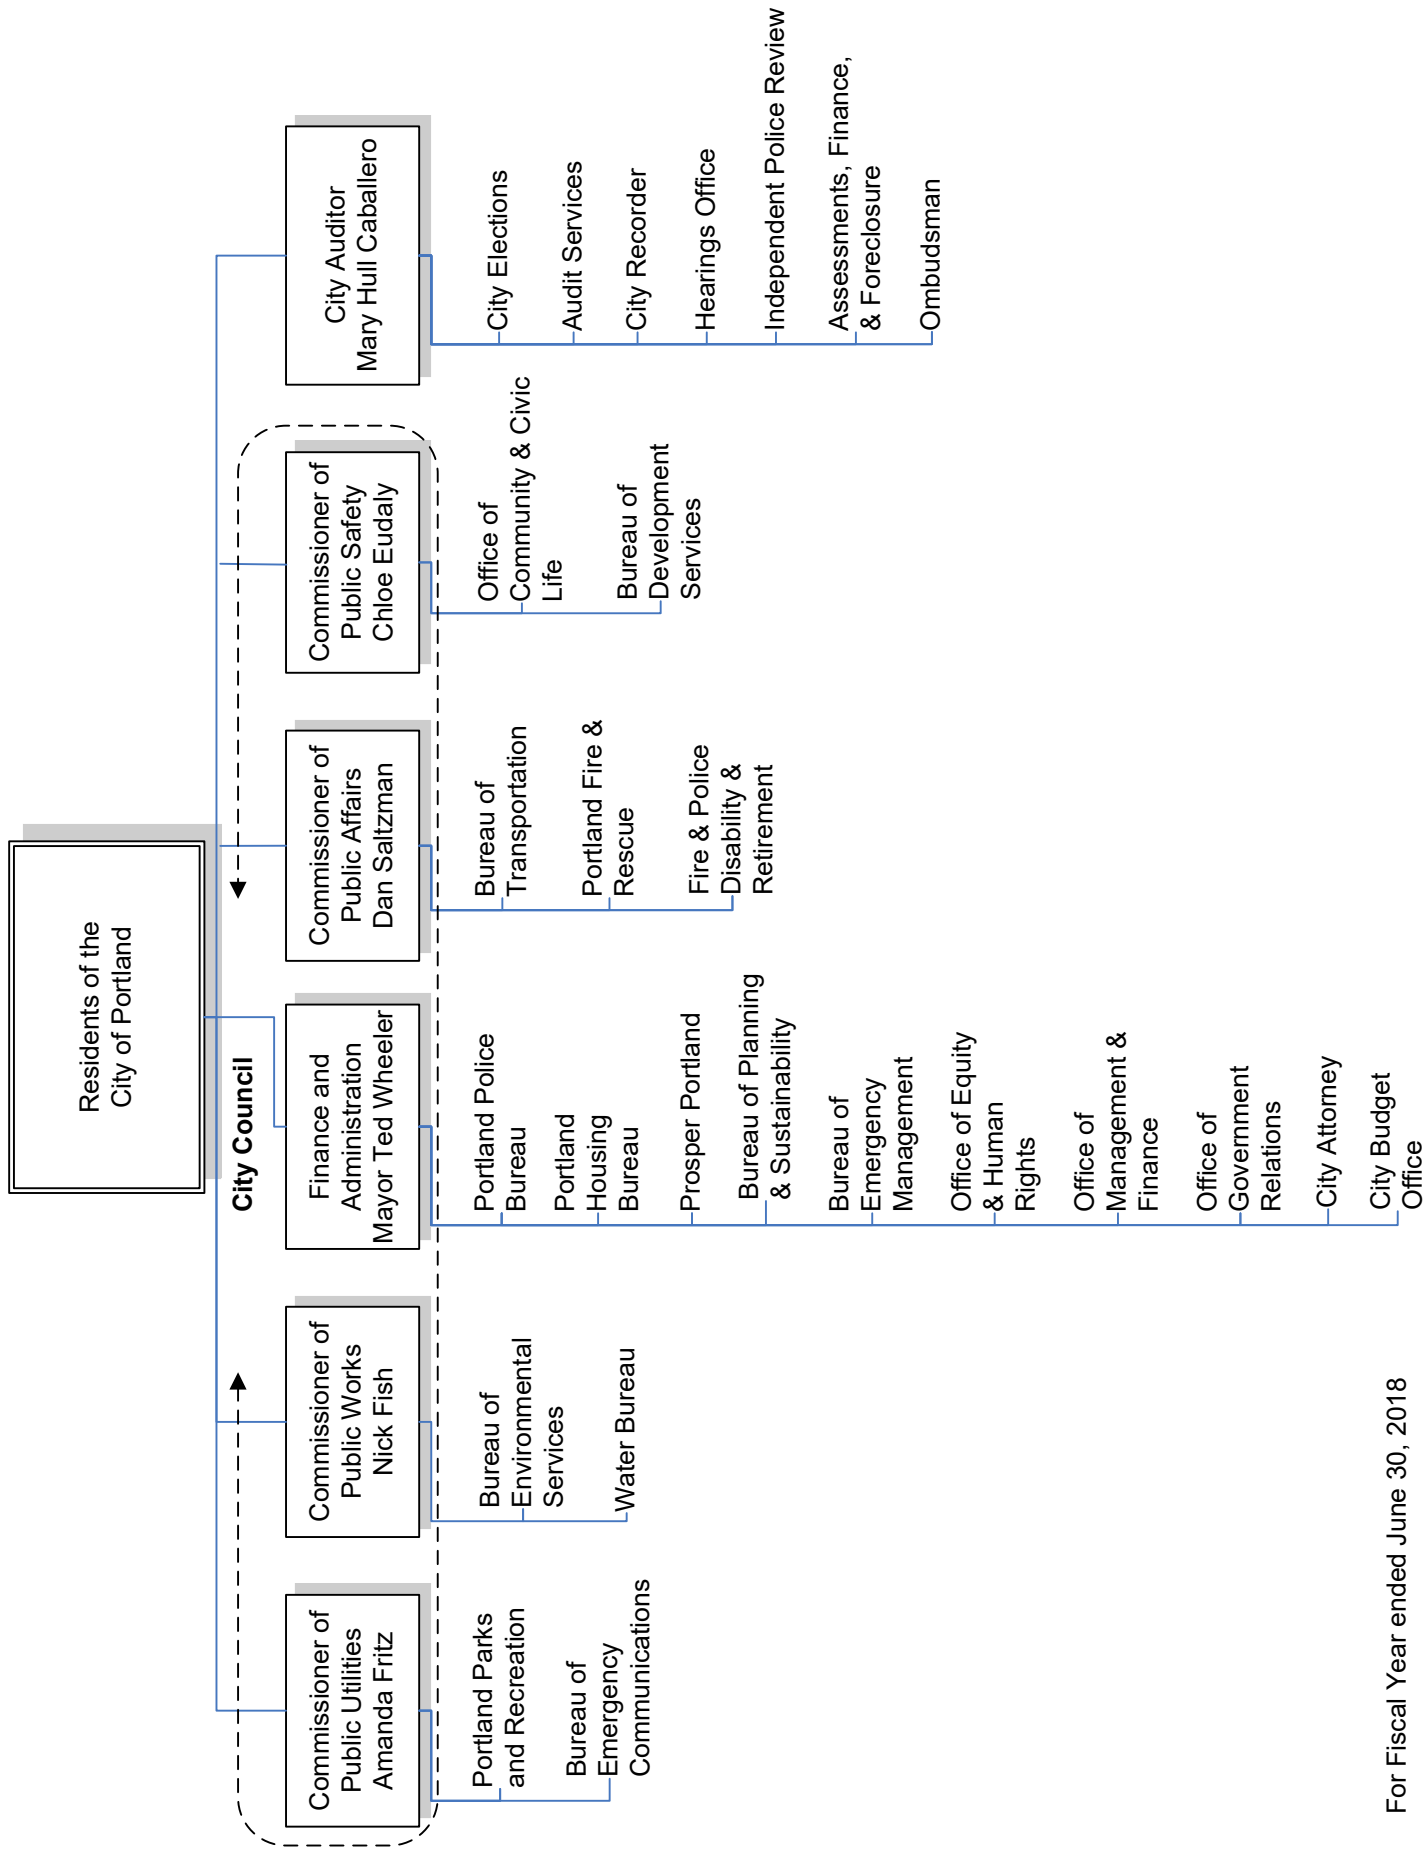 Residents of the
City of Portland
City Council
Commissioner of
Public Utilities
Amanda Fritz
Portland Parks
and Recreation
Bureau of
Emergency
Communications
Commissioner of
Public Works
Nick Fish
Bureau of
Environmental
Services
Water Bureau
Finance and
Administration
Mayor Ted Wheeler
Portland Police
Bureau
Portland
Housing
Bureau
Prosper Portland
Bureau of Planning
& Sustainability
Bureau of
Emergency
Management
Office of Equity
& Human
Rights
Office of
Management &
Finance
Office of
Government
Relations
City Attorney
City Budget
Office
Commissioner of
Public Affairs
Dan Saltzman
Bureau of
Transportation
Portland Fire &
Rescue
Fire & Police
Disability &
Retirement
Commissioner of
Public Safety
Chloe Eudaly
Office of
Community & Civic
Life
Bureau of
Development
Services
City Auditor
Mary Hull Caballero
City Elections
Audit Services
City Recorder
Hearings Office
Independent Police Review
Assessments, Finance,
& Foreclosure
Ombudsman
For Fiscal Year ended June 30, 2018